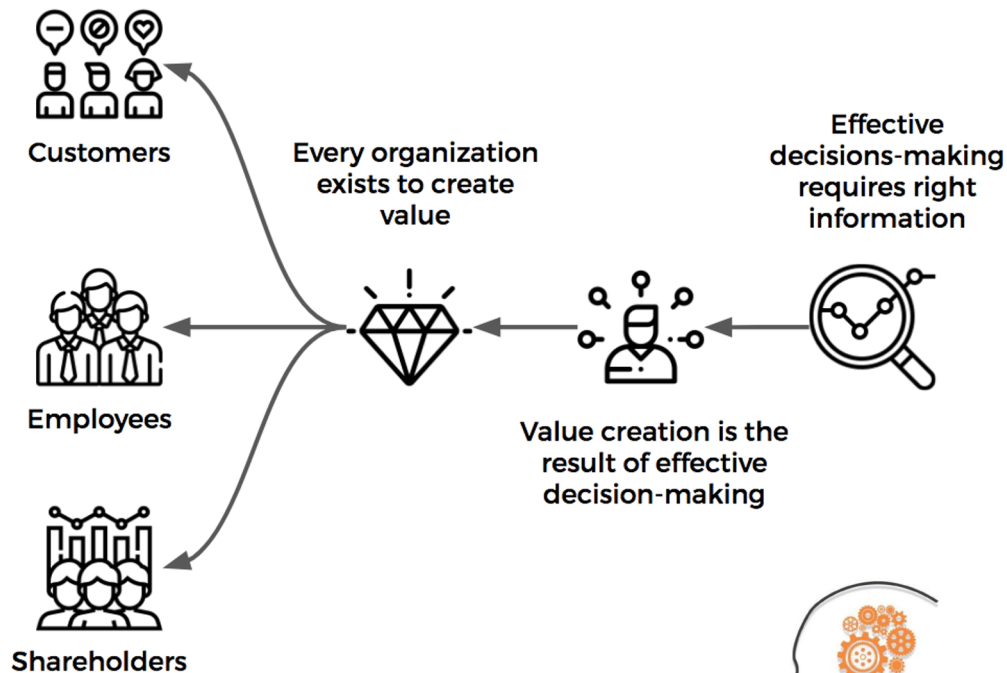 Customers
Every organization
exists to create
value
Effective
decisions-making
requires right
information
Employees
Value creation is the
result of effective
decision-making
Shareholders